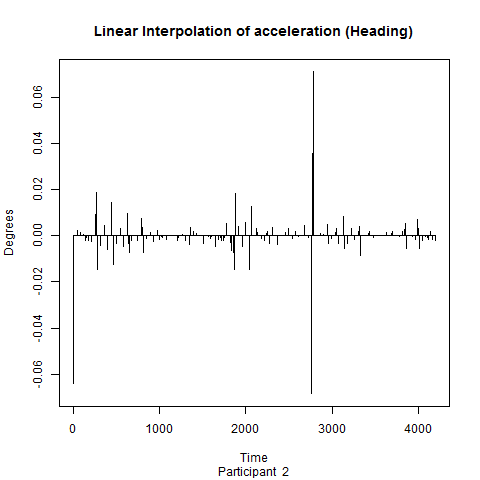 Linear Interpolation of acceleration (Heading)
Degrees
0.06
0.04
0.02
0.00
-0.02
-0.04
-0.06
0 1000 2000 3000 4000
Time
Participant 2